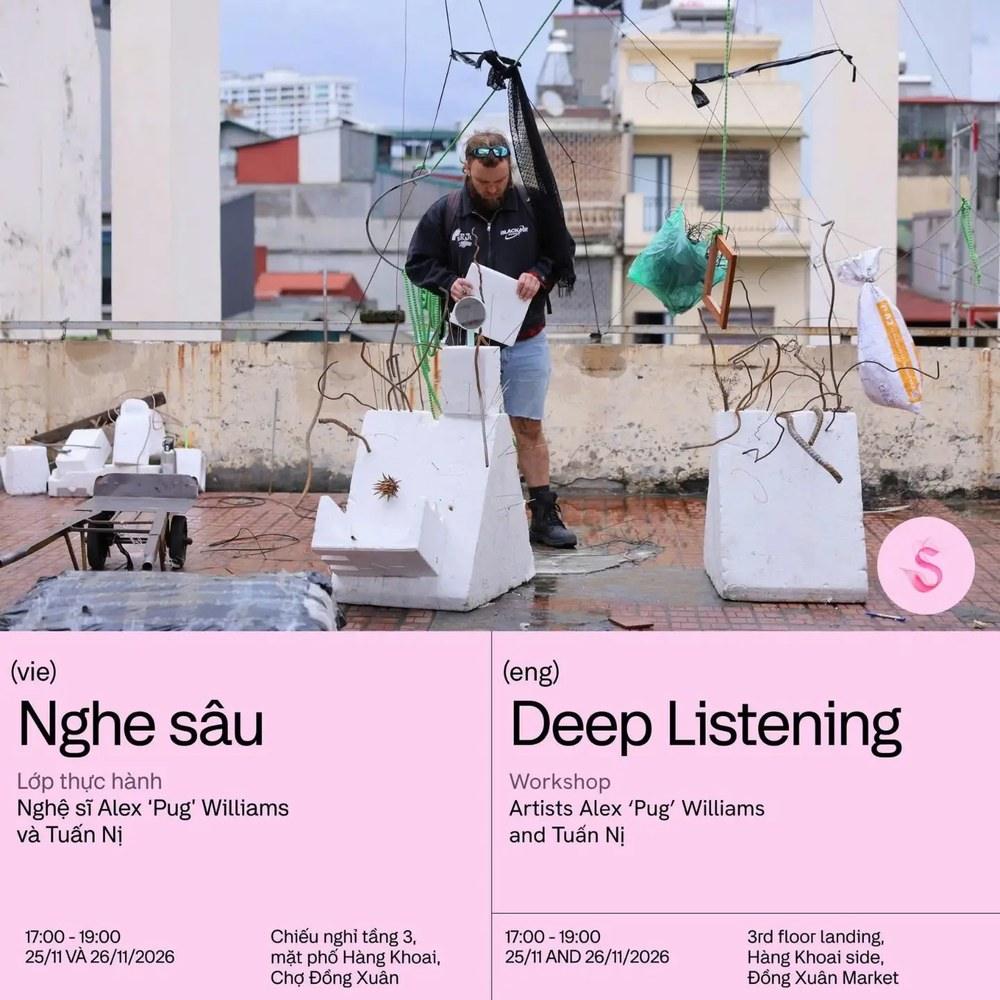 BLACKAIR
(vie)
Nghe sâu
Lớp thực hành
Nghệ sĩ Alex ‘Pug’ Williams
và Tuấn Nị
17:00 - 19:00
25/11 VÀ 26/11/2026
Chiếu nghỉ tầng 3,
mặt phố Hàng Khoai,
Chợ Đồng Xuân
(eng)
Deep Listening
Workshop
Artists Alex ‘Pug’ Williams
and Tuấn Nị
17:00 - 19:00
25/11 AND 26/11/2026
3rd floor landing,
Hàng Khoai side,
Đồng Xuân Market